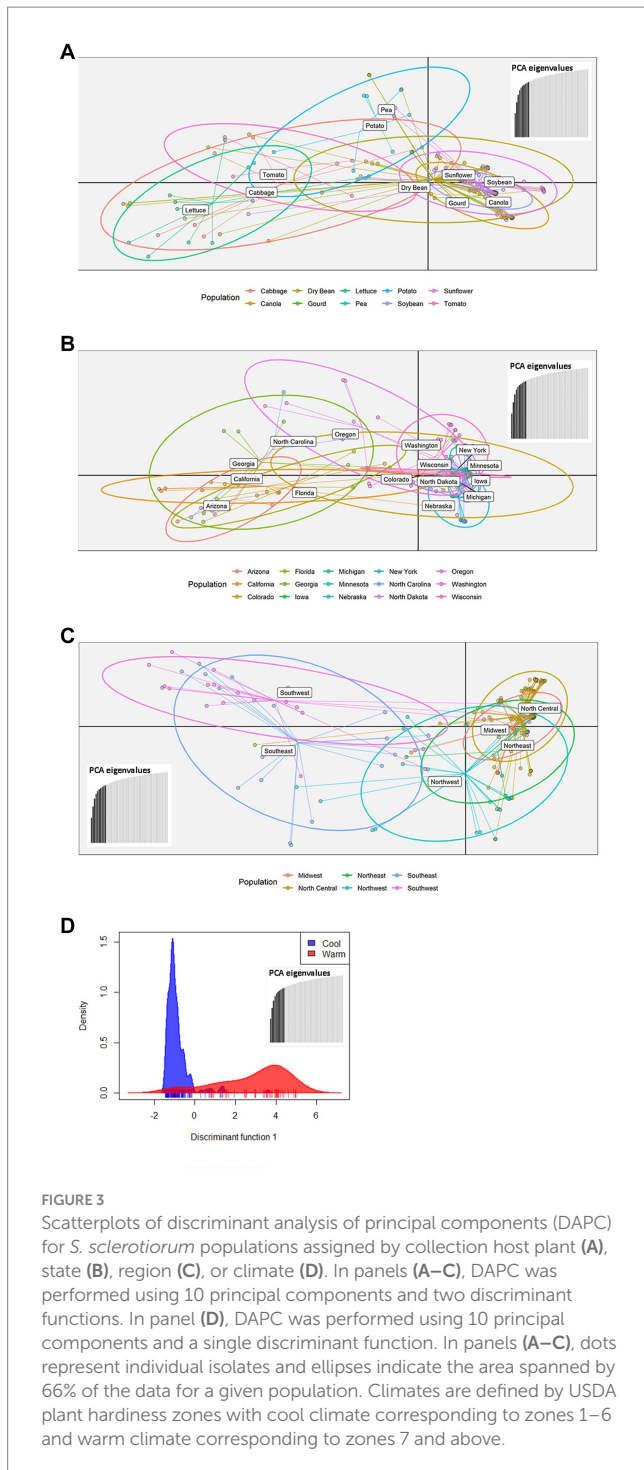 A
PCA eigenvalues
Pea
Potato
Tomato
Sunflower
Cabbage
Dry Bean
Soybean
Lettuce
Gourd
Canola
Population
Cabbage Dry Bean Lettuce Potato Sunflower
Canola Gourd Pea Soybean Tomato
B
PCA eigenvalues
North Carolina
Oregon
Washington
New York
Georgia
Wisconsin
Minnesota
California
Colorado
North Dakota
Iowa
Florida
Michigan
Arizona
Nebraska
Population
Arizona Florida Michigan New York Oregon
California Georgia Minnesota North Carolina Washington
Colorado Iowa Nebraska North Dakota Wisconsin
C
Southwest
North Central
Midwest
Southeast
Northeast
Northwest
PCA eigenvalues
Population
Midwest Northeast Southeast
North Central Northwest Southwest
D
Cool
Warm
PCA eigenvalues
Density
1.5
1.0
0.5
0.0
-2 0 2 4 6
Discriminant function 1
FIGURE 3
Scatterplots of discriminant analysis of principal components (DAPC)
for S. sclerotiorum populations assigned by collection host plant (A),
state (B), region (C), or climate (D). In panels (A–C), DAPC was
performed using 10 principal components and two discriminant
functions. In panel (D), DAPC was performed using 10 principal
components and a single discriminant function. In panels (A–C), dots
represent individual isolates and ellipses indicate the area spanned by
66% of the data for a given population. Climates are defined by USDA
plant hardiness zones with cool climate corresponding to zones 1–6
and warm climate corresponding to zones 7 and above.